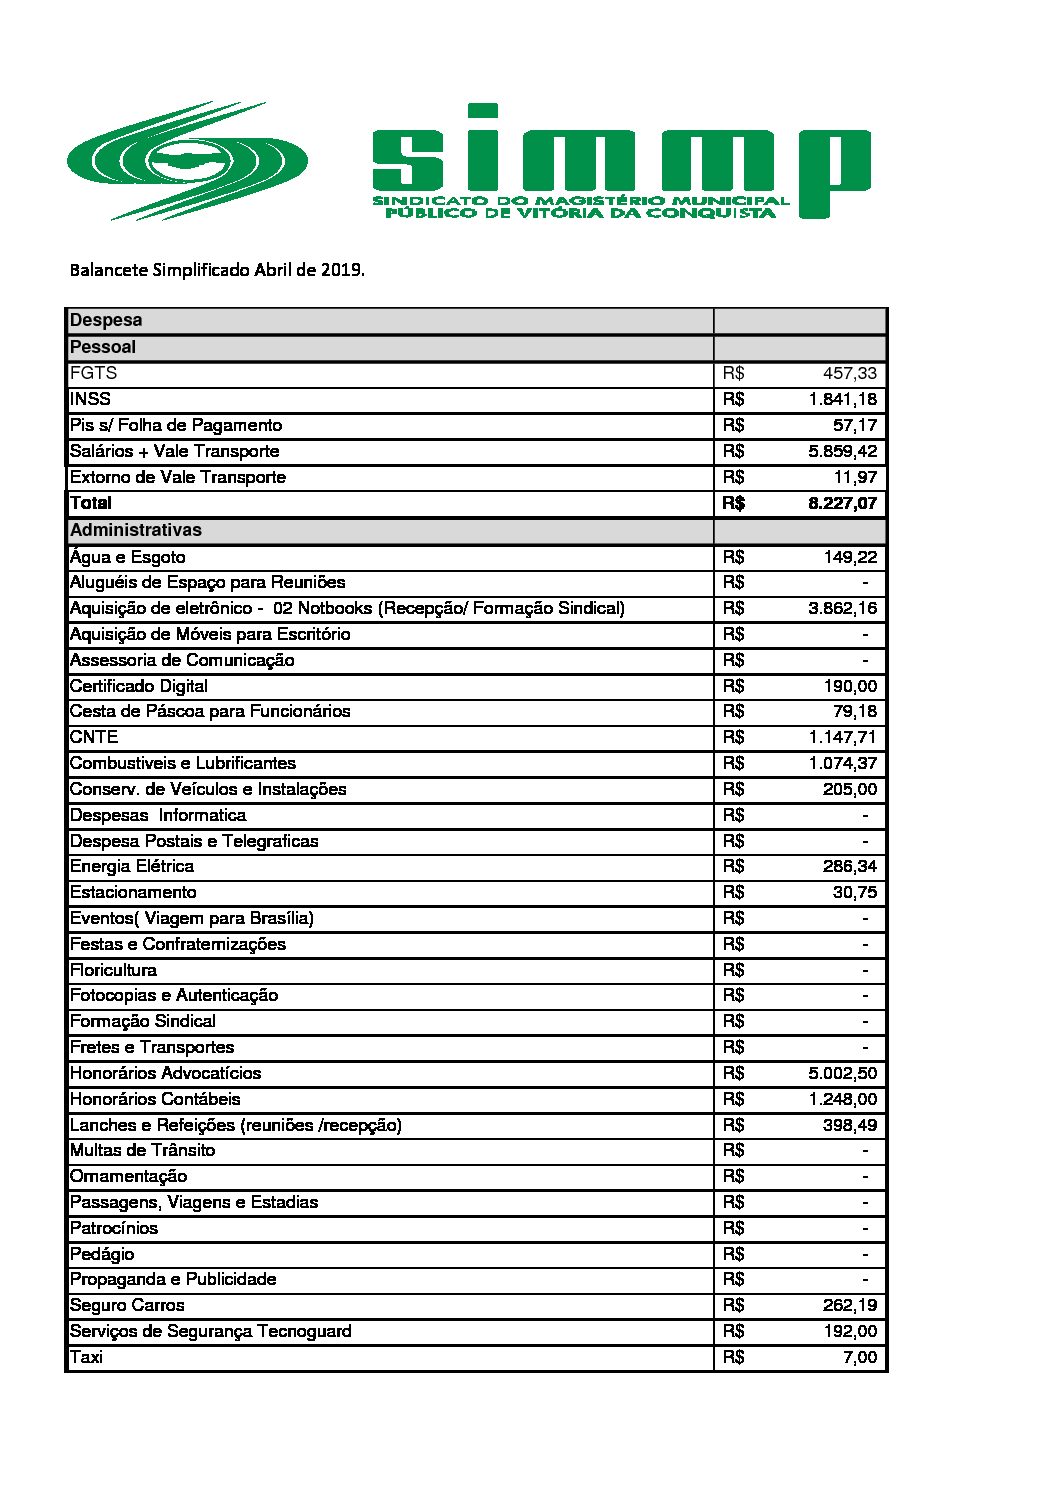 simmp
SINDICATO DO MAGISTÉRIO MUNICIPAL
PÚBLICO DE VITÓRIA DA CONQUISTA
Balancete Simplificado Abril de 2019.
Despesa
Pessoal
FGTS R$ 457,33
INSS R$ 1.841,18
Pis s/ Folha de Pagamento R$ 57,17
Salários + Vale Transporte R$ 5.859,42
Extorno de Vale Transporte R$ 11,97
Total R$ 8.227,07
Administrativas
Água e Esgoto R$ 149,22
Aluguéis de Espaço para Reuniões R$ -
Aquisição de eletrônico - 02 Notbooks (Recepção/ Formação Sindical) R$ 3.862,16
Aquisição de Móveis para Escritório R$ -
Assessoria de Comunicação R$ -
Certificado Digital R$ 190,00
Cesta de Páscoa para Funcionários R$ 79,18
CNTE R$ 1.147,71
Combustiveis e Lubrificantes R$ 1.074,37
Conserv. de Veículos e Instalações R$ 205,00
Despesas Informatica R$ -
Despesa Postais e Telegraficas R$ -
Energia Elétrica R$ 286,34
Estacionamento R$ 30,75
Eventos( Viagem para Brasília) R$ -
Festas e Confraternizações R$ -
Floricultura R$ -
Fotocopias e Autenticação R$ -
Formação Sindical R$ -
Fretes e Transportes R$ -
Honorários Advocatícios R$ 5.002,50
Honorários Contábeis R$ 1.248,00
Lanches e Refeições (reuniões /recepção) R$ 398,49
Multas de Trânsito R$ -
Ornamentação R$ -
Passagens, Viagens e Estadias R$ -
Patrocínios R$ -
Pedágio R$ -
Propaganda e Publicidade R$ -
Seguro Carros R$ 262,19
Serviços de Segurança Tecnoguard R$ 192,00
Taxi R$ 7,00